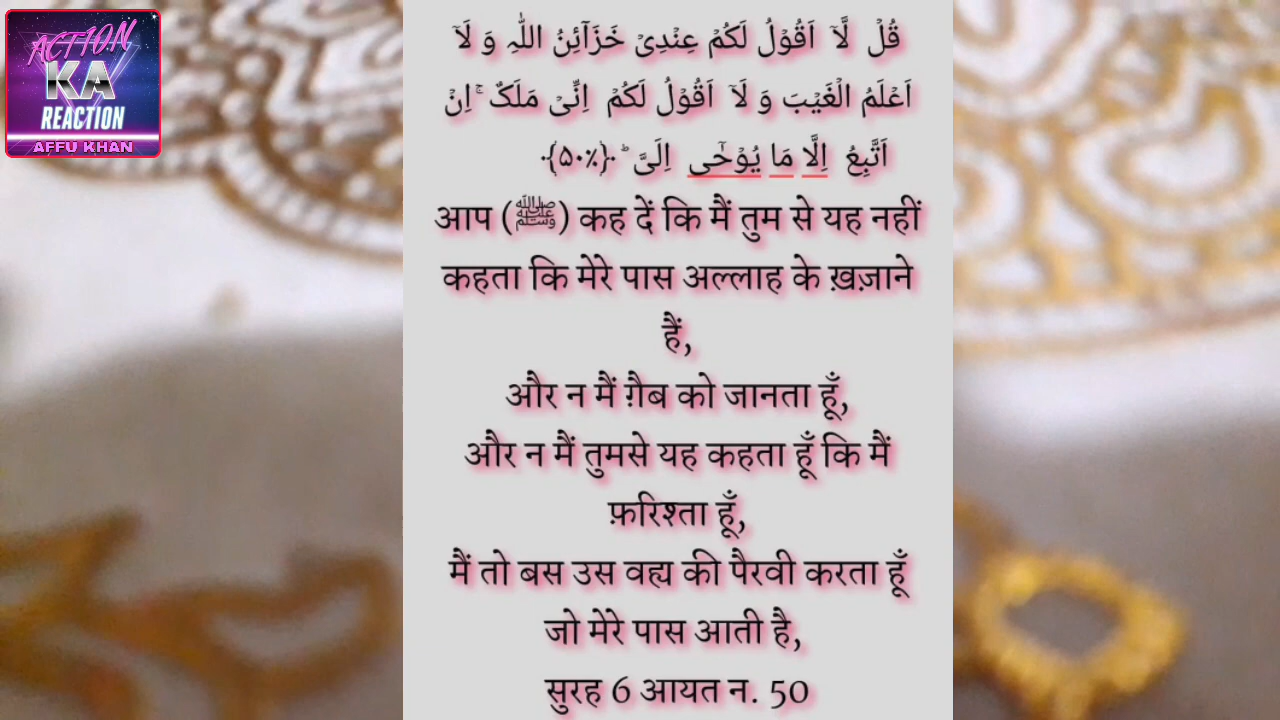 ACTION
KA
REACTION
AFFU KHAN
قُلْ لَّاۤ اَقُوْلُ لَكُمْ عِنْدِیْ خَزَآئِنُ اللّٰہِ وَ لَاۤ
اَعْلَمُ الْغَیْبَ وَ لَاۤ اَقُوْلُ لَكُمْ اِنِّیْ مَلَكٌ ۚ اِنْ
اَتَّبِعُ اِلَّا مَا یُوْحٰۤی اِلَیَّ ؕ ﴿۵۰٪﴾
आप (ﷺ) कह दें कि मैं तुम से यह नहीं
कहता कि मेरे पास अल्लाह के ख़ज़ाने
हैं,
और न मैं ग़ैब को जानता हूँ,
और न मैं तुमसे यह कहता हूँ कि मैं
फ़रिश्ता हूँ,
मैं तो बस उस वह्य की पैरवी करता हूँ
जो मेरे पास आती है,
सुरह 6 आयत न. 50